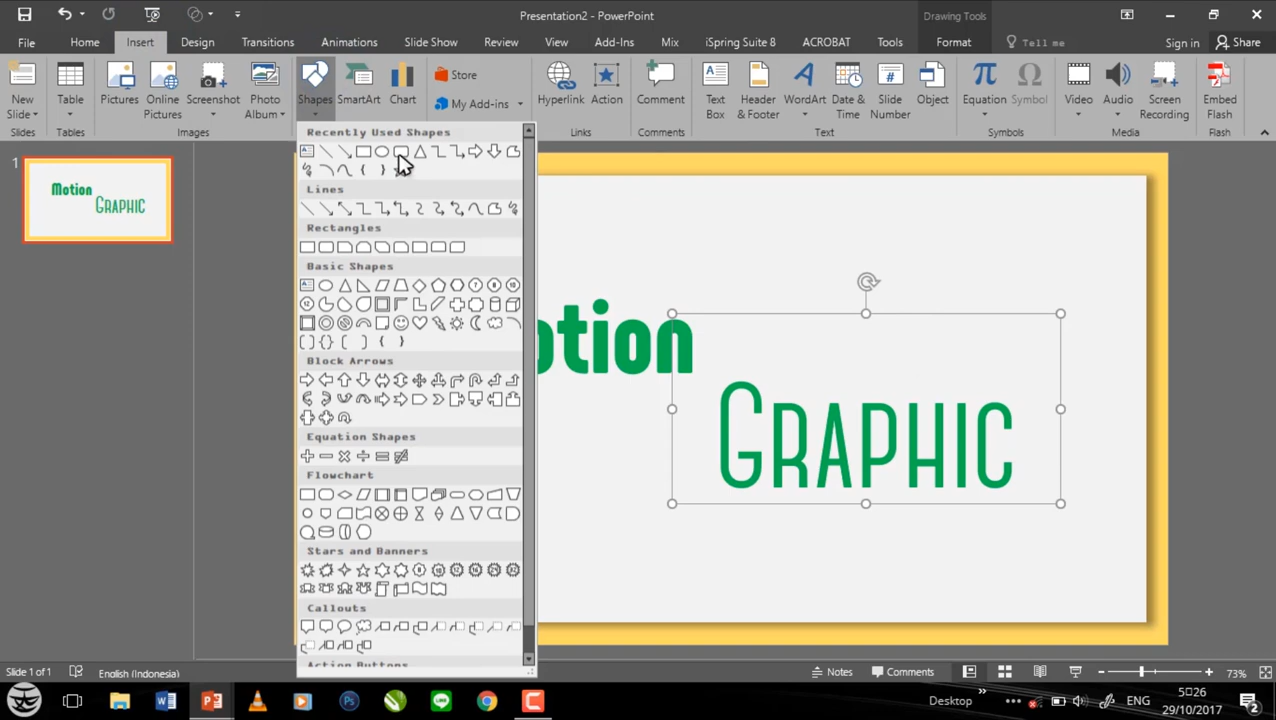 Presentation2 - PowerPoint
Drawing Tools
File
Home
Insert
Design
Transitions
Animations
Slide Show
Review
View
Add-Ins
Mix
iSpring Suite 8
ACROBAT
Tools
Format
Tell me
Sign in
Share
New
Slide
Table
Pictures
Online
Pictures
Screenshot
Photo
Album
Shapes
SmartArt
Chart
Store
My Add-ins
Hyperlink
Action
Comment
Text
Box
Header
& Footer
WordArt
Date &
Time
Slide
Number
Object
Equation
Symbol
Video
Audio
Screen
Recording
Embed
Flash
Slides
Tables
Images
Links
Comments
Text
Symbols
Media
Flash
Recently Used Shapes
Lines
Rectangles
Basic Shapes
Block Arrows
Equation Shapes
Flowchart
Stars and Banners
Callouts
Action Buttons
1
Motion
Graphic
otion
Graphic
Slide 1 of 1
English (Indonesia)
Notes
Comments
73%
Desktop
ENG
29/10/2017
2